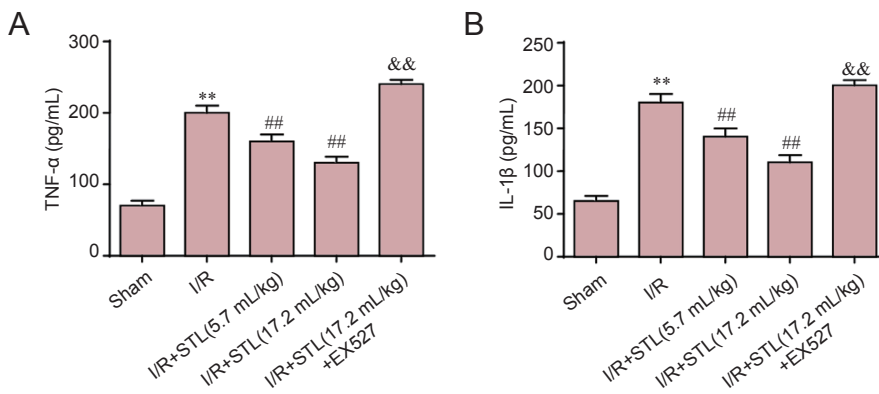 A
TNF-α (pg/mL)
300
200
100
0
**
##
##
&&
Sham
I/R
I/R+STL(5.7 mL/kg)
I/R+STL(17.2 mL/kg)
I/R+STL(17.2 mL/kg)
+EX527
B
IL-1β (pg/mL)
250
200
150
100
50
0
**
##
##
&&
Sham
I/R
I/R+STL(5.7 mL/kg)
I/R+STL(17.2 mL/kg)
I/R+STL(17.2 mL/kg)
+EX527